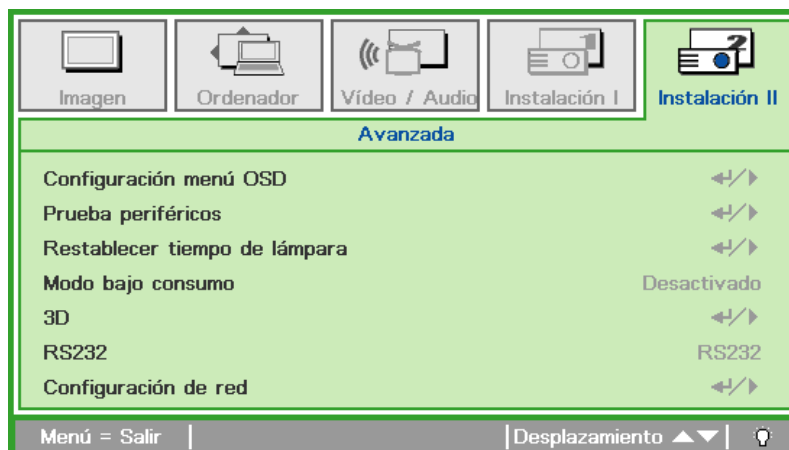 Imagen
Ordenador
Vídeo / Audio
Instalación I
Instalación II
Avanzada
Configuración menú OSD
Prueba periféricos
Restablecer tiempo de lámpara
Modo bajo consumo Desactivado
3D
RS232 RS232
Configuración de red
Menú = Salir Desplazamiento